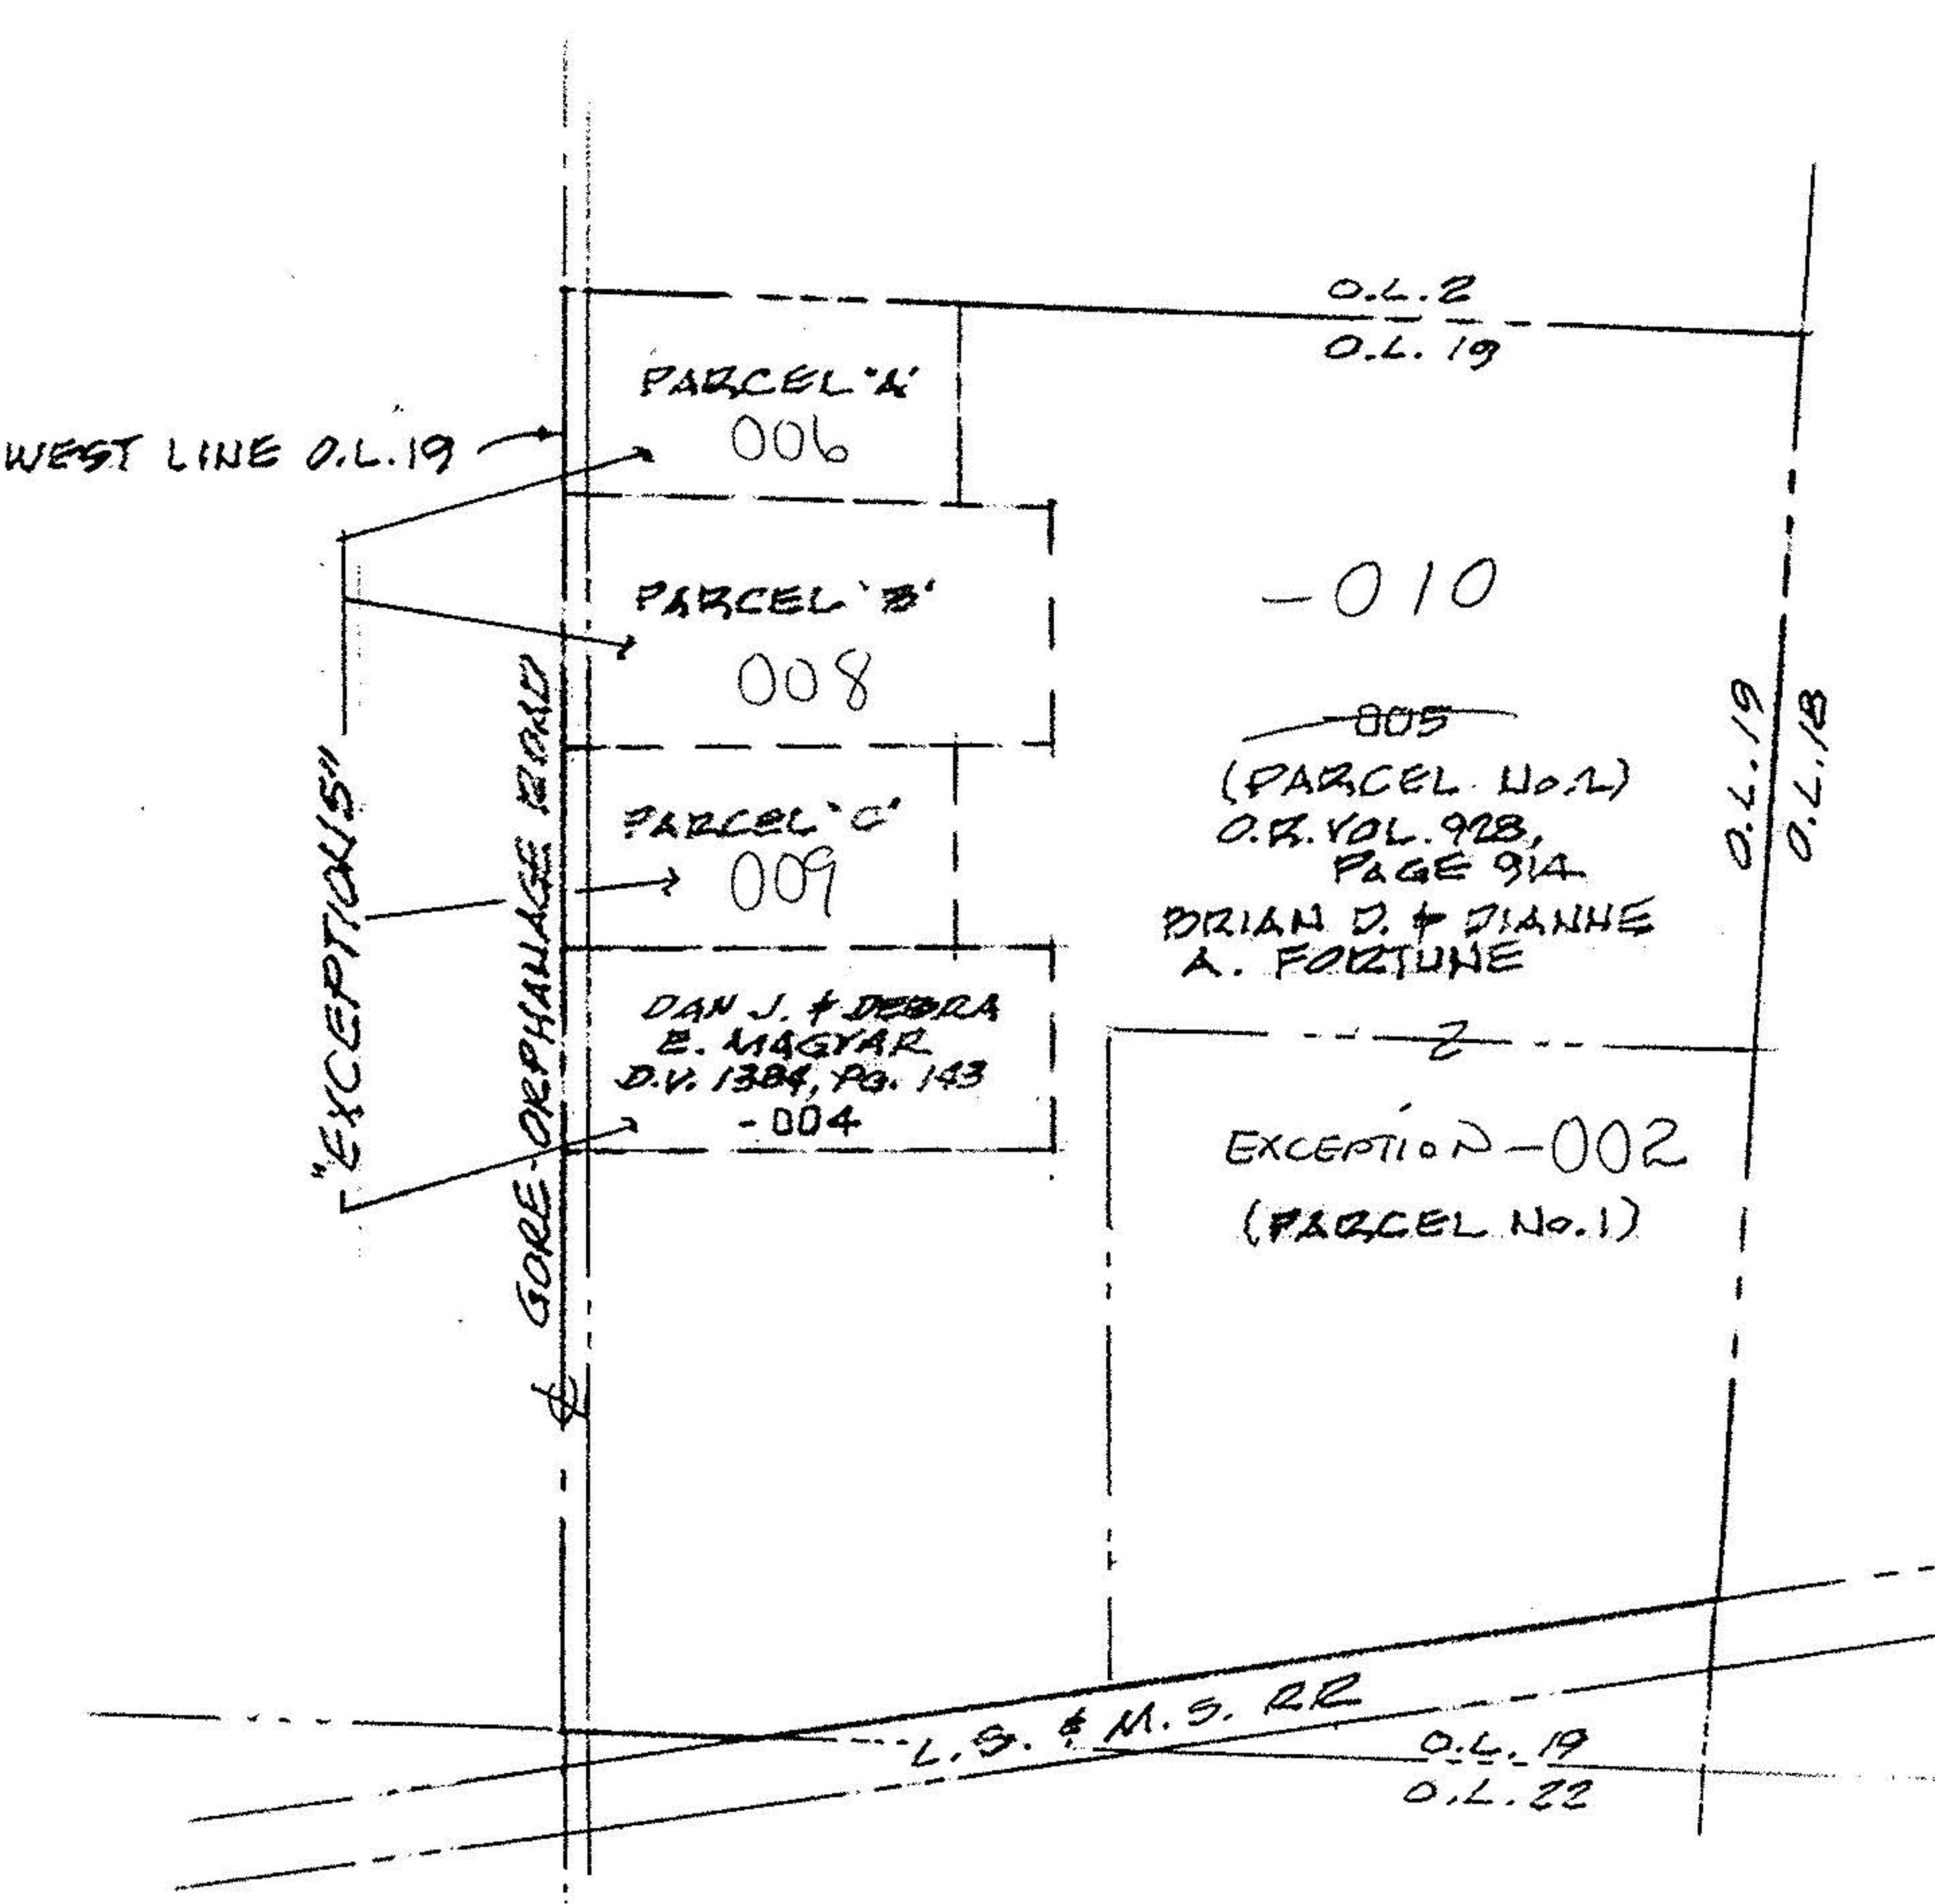 O.L. 2
O.L. 19
WEST LINE O.L. 19
PARCEL "A"
006
PARCEL 'B'
008
PARCEL "C"
009
DAN J. & DEBRA
E. MAGYAR
D.V. 1384, PG. 143
-004
"EXCEPTIONS"
GORE-ORPHANAGE ROAD
℄
-010
-005
(PARCEL No. 2)
O.R. VOL. 928,
PAGE 914
BRIAN D. & DIANNE
A. FORTUNE
O.L. 19
O.L. 18
EXCEPTION -002
(PARCEL No. 1)
L.S. & M.S. RR
O.L. 19
O.L. 22